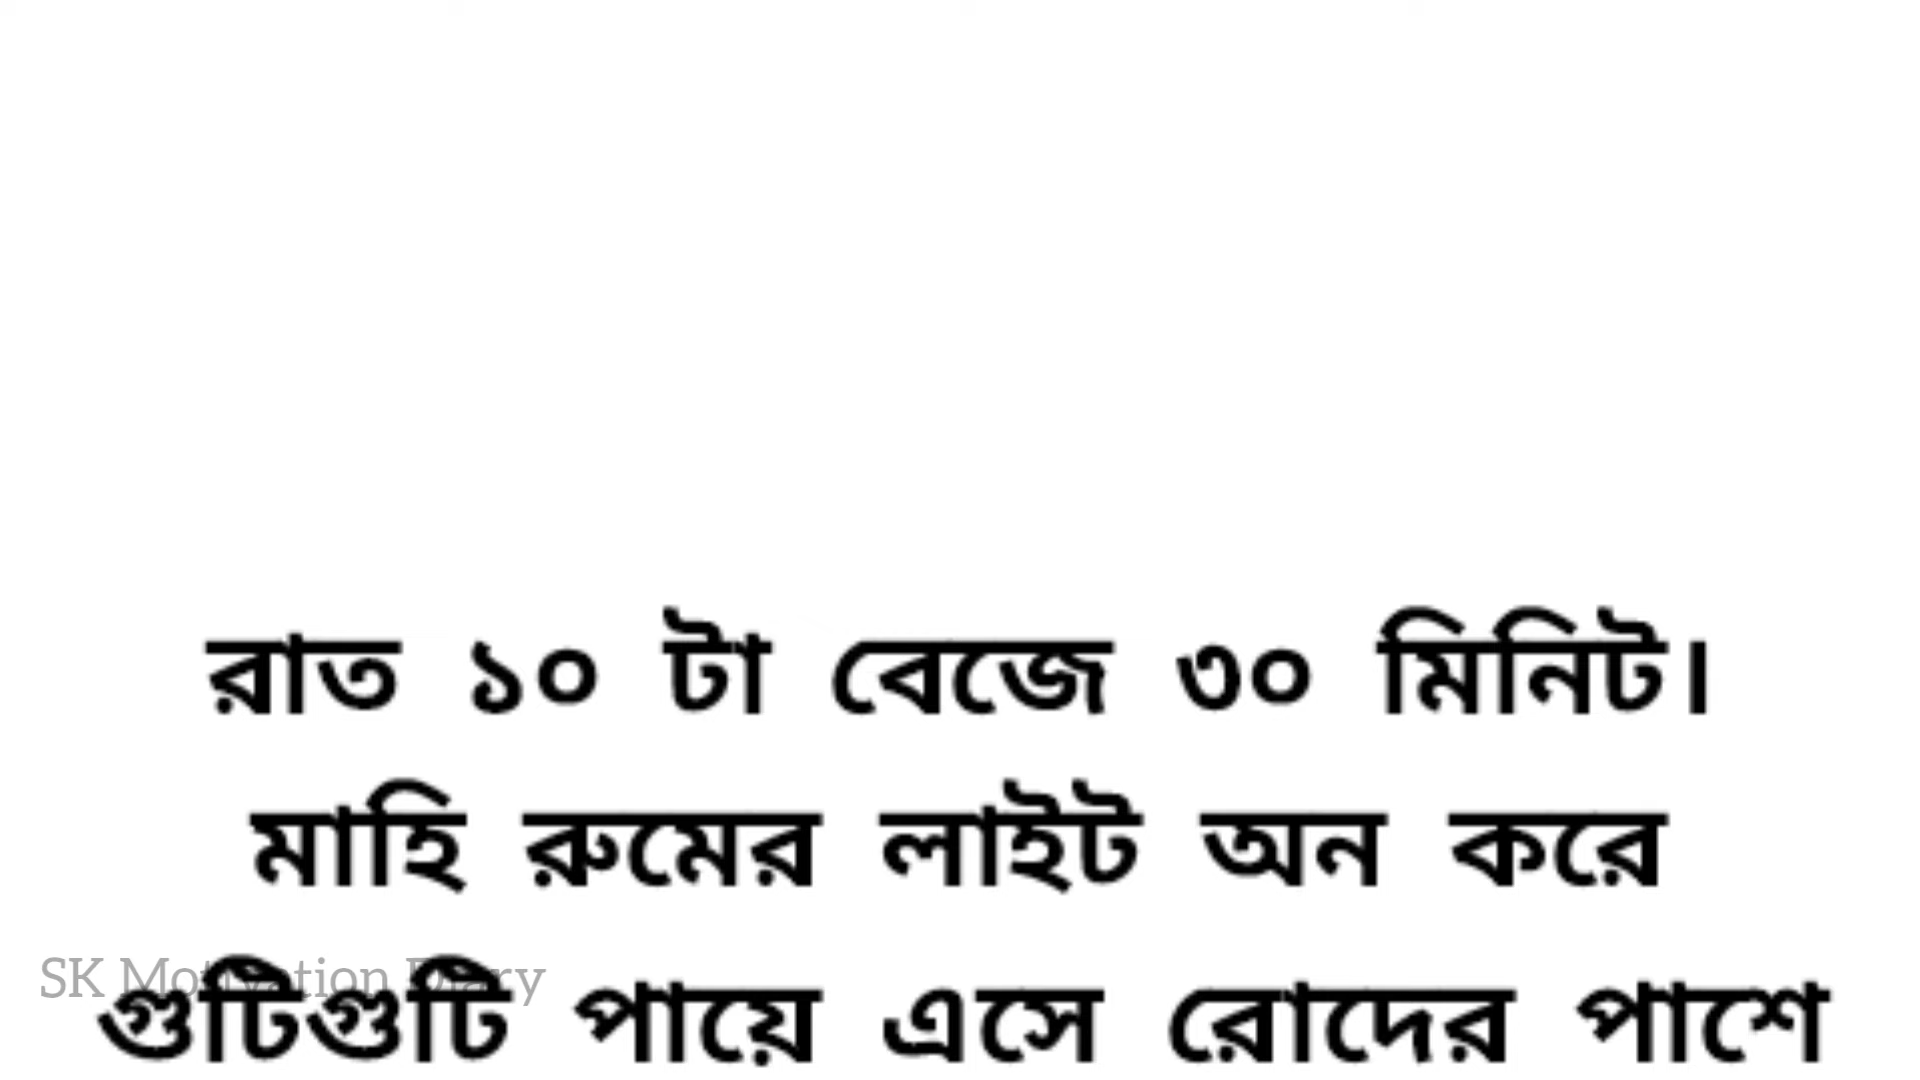 রাত ১০ টা বেজে ৩০ মিনিট।
মাহি রুমের লাইট অন করে
SK Motivation Diary
গুটিগুটি পায়ে এসে রোদের পাশে